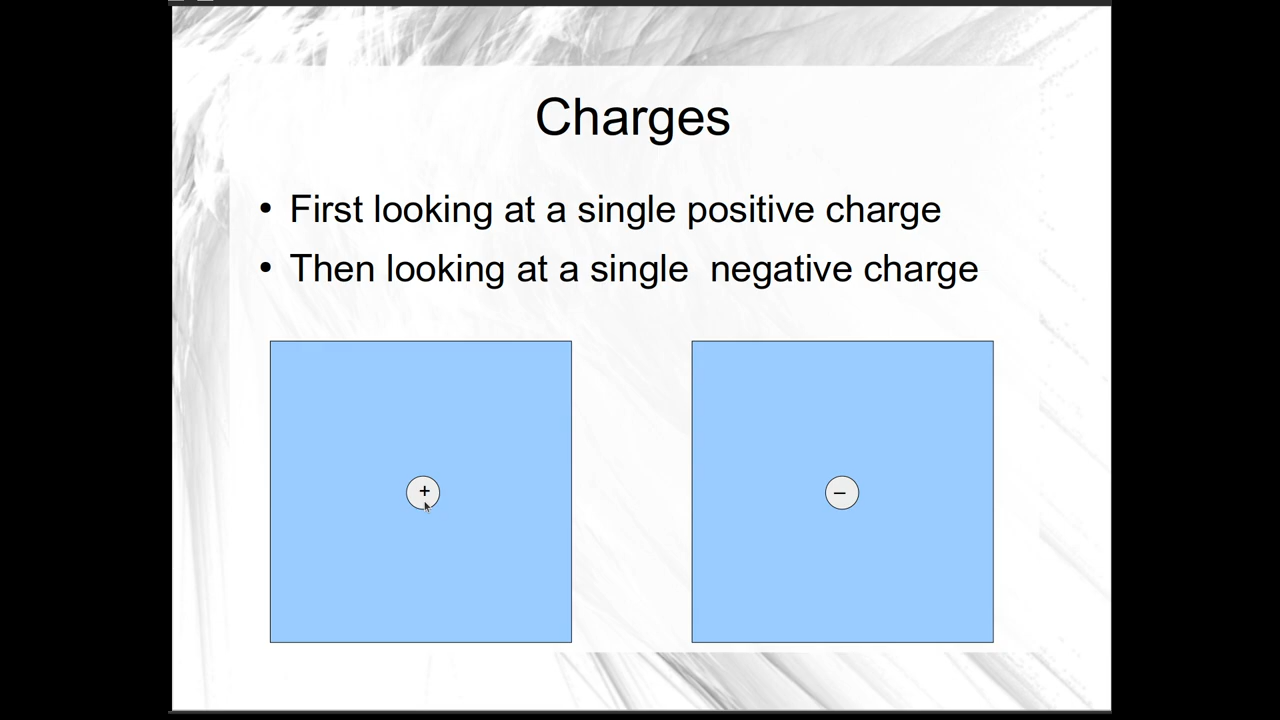 Charges
• First looking at a single positive charge
• Then looking at a single  negative charge
+
–